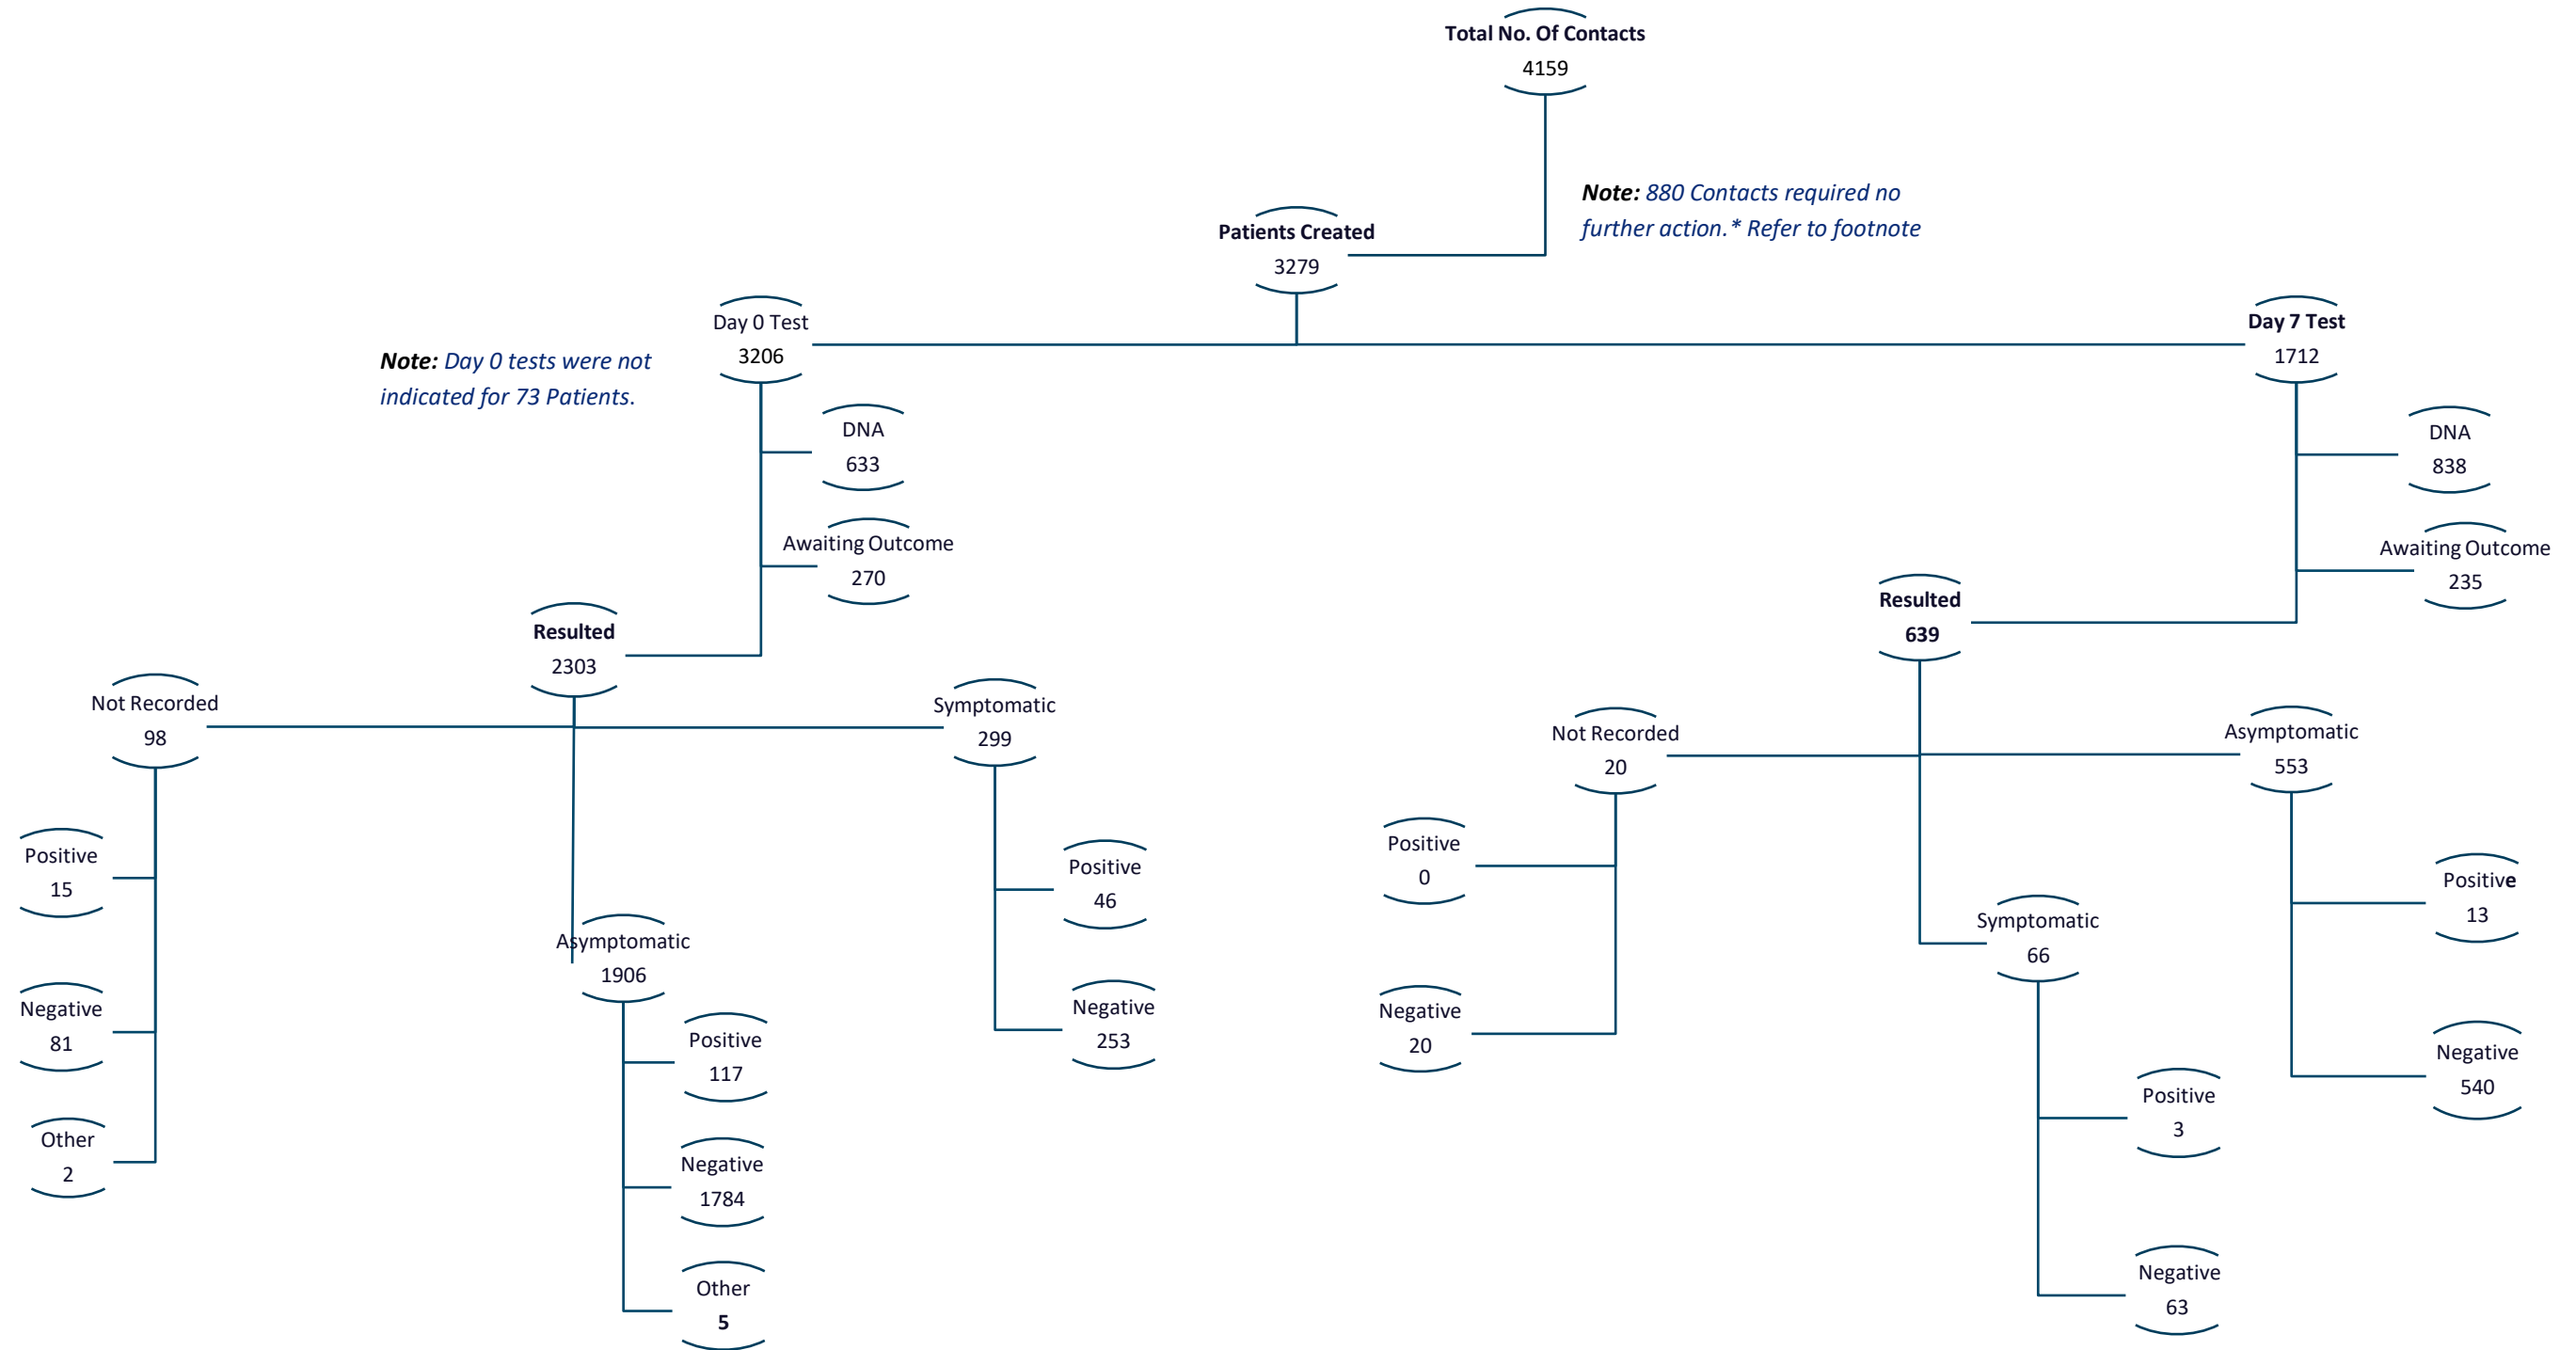 Total No. Of Contacts
4159
Note: 880 Contacts required no
further action.* Refer to footnote
Patients Created
3279
Day 0 Test
3206
Note: Day 0 tests were not
indicated for 73 Patients.
DNA
633
Awaiting Outcome
270
Resulted
2303
Not Recorded
98
Positive
15
Negative
81
Other
2
Asymptomatic
1906
Positive
117
Negative
1784
Other
5
Symptomatic
299
Positive
46
Negative
253
Day 7 Test
1712
DNA
838
Awaiting Outcome
235
Resulted
639
Not Recorded
20
Positive
0
Negative
20
Symptomatic
66
Positive
3
Negative
63
Asymptomatic
553
Positive
13
Negative
540